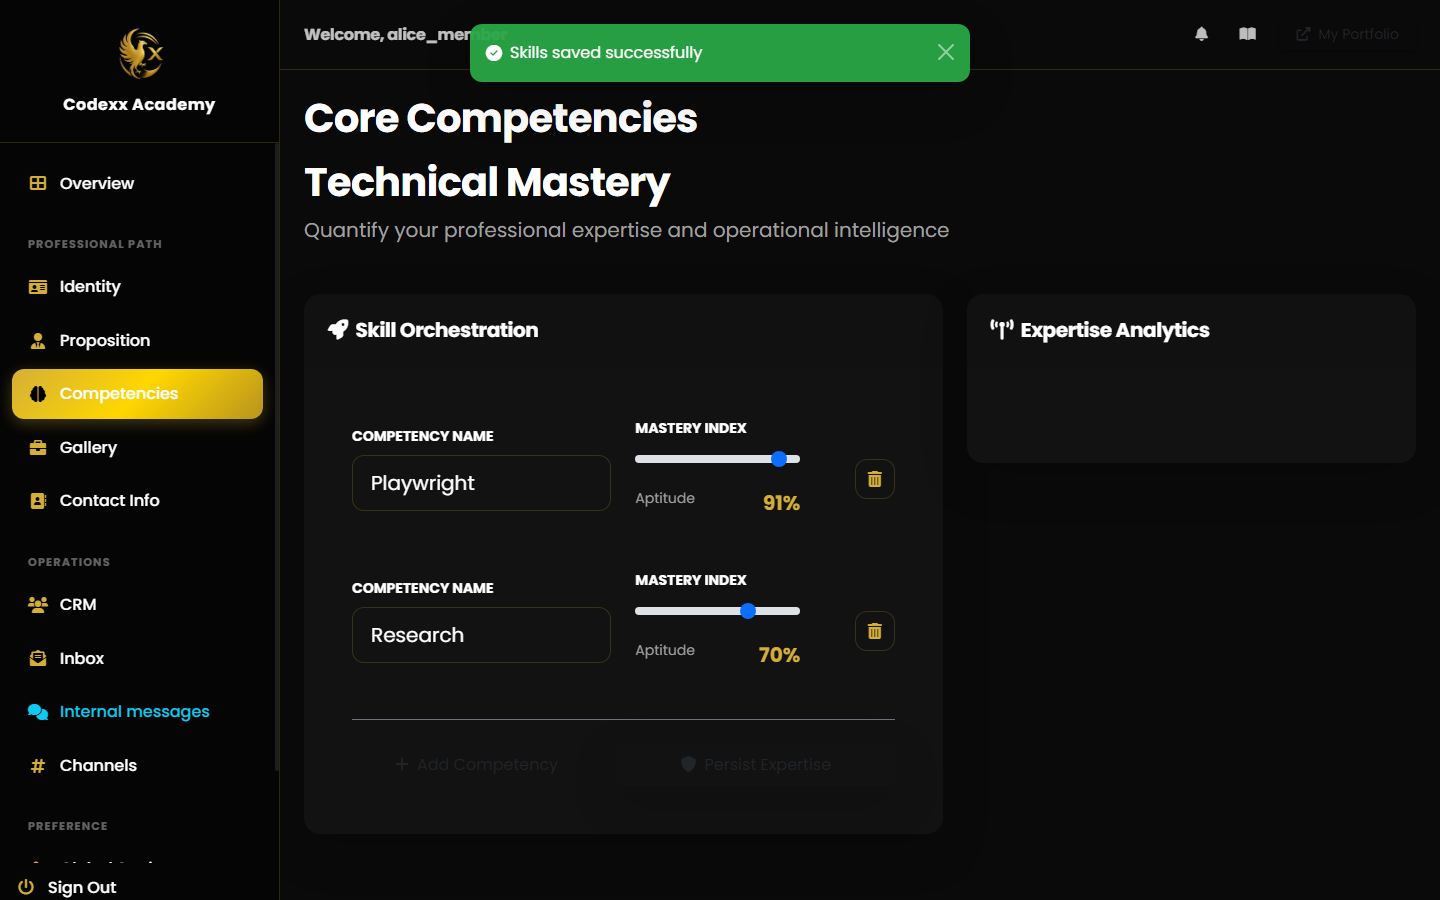 Codexx Academy
Overview
PROFESSIONAL PATH
Identity
Proposition
Competencies
Gallery
Contact Info
OPERATIONS
CRM
Inbox
Internal messages
Channels
PREFERENCE
Sign Out
Welcome, alice_member
Skills saved successfully
My Portfolio
Core Competencies
Technical Mastery
Quantify your professional expertise and operational intelligence
Skill Orchestration
COMPETENCY NAME
Playwright
MASTERY INDEX
Aptitude 91%
COMPETENCY NAME
Research
MASTERY INDEX
Aptitude 70%
Add Competency
Persist Expertise
Expertise Analytics